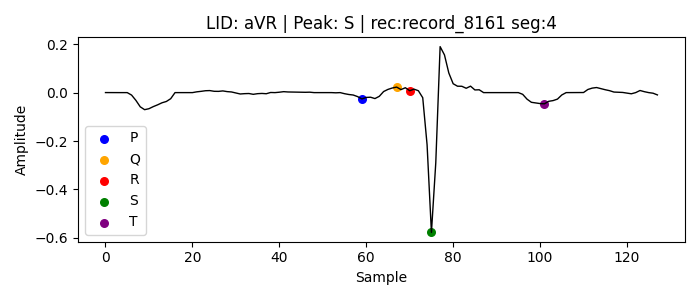 LID: aVR | Peak: S | rec:record_8161 seg:4
Amplitude
0.2
0.0
−0.2
−0.4
−0.6
P
Q
R
S
T
0 20 40 60 80 100 120
Sample